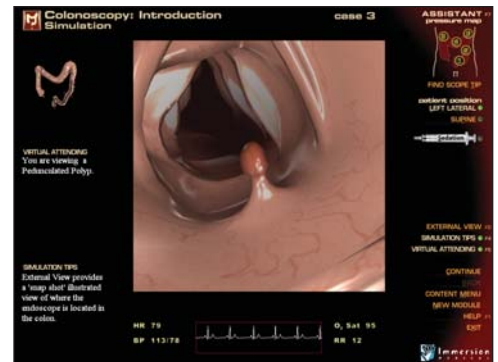 Colonoscopy: Introduction
Simulation
case 3
ASSISTANT F7
pressure map
FIND SCOPE TIP
patient position
LEFT LATERAL
SUPINE
sedation
VIRTUAL ATTENDING
You are viewing a
Pedunculated Polyp.
SIMULATION TIPS
External View provides
a 'map shot' illustrated
view of where the
endoscope is located in
the colon.
EXTERNAL VIEW
SIMULATION TIPS
VIRTUAL ATTENDING
CONTINUE
CONTENT MENU
NEW MODULE
HELP F1
EXIT
HR 79
BP 113/78
O, Sat 95
RR 12
Immersion